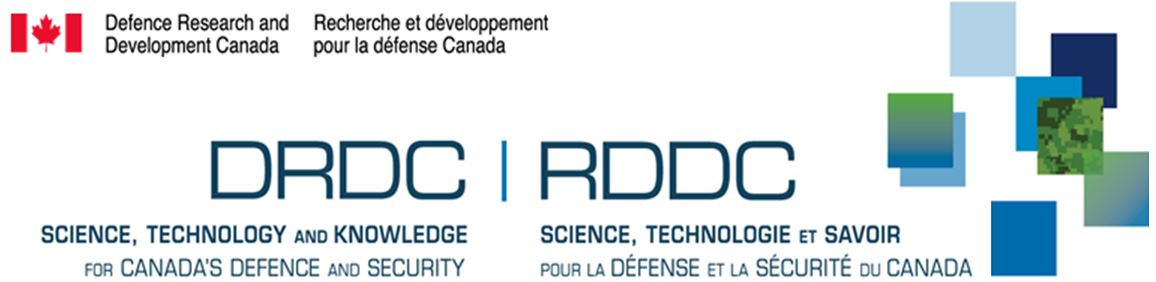 Defence Research and
Development Canada
Recherche et développement
pour la défense Canada
DRDC | RDDC
SCIENCE, TECHNOLOGY AND KNOWLEDGE
FOR CANADA'S DEFENCE AND SECURITY
SCIENCE, TECHNOLOGIE ET SAVOIR
POUR LA DÉFENSE ET LA SÉCURITÉ DU CANADA